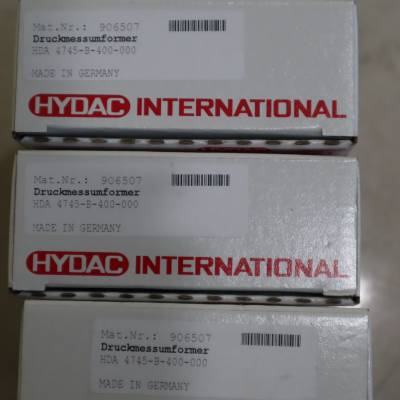 Mat.Nr.: 906507
Druckmessumformer
HDA 4745-B-400-000
MADE IN GERMANY
HYDAC INTERNATIONAL
Mat.Nr.: 906507
Druckmessumformer
HDA 4745-B-400-000
MADE IN GERMANY
HYDAC INTERNATIONAL
Mat.Nr.: 906507
Druckmessumformer
HDA 4745-B-400-000
MADE IN GERMANY